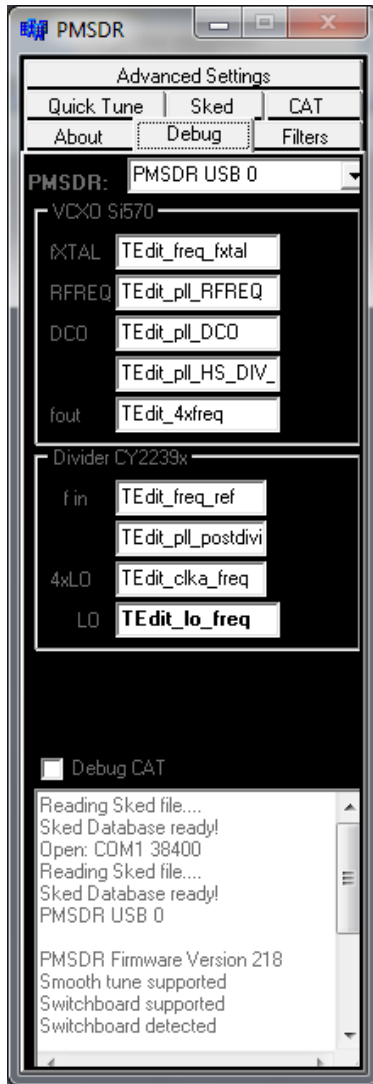 PMSDR
Advanced Settings
Quick Tune Sked CAT
About Debug Filters
PMSDR: PMSDR USB 0
VCXO Si570
fXTAL TEdit_freq_fxtal
RFREQ TEdit_pll_RFREQ
DCO TEdit_pll_DCO
TEdit_pll_HS_DIV_
fout TEdit_4xfreq
Divider CY2239x
f in TEdit_freq_ref
TEdit_pll_postdivi
4xLO TEdit_clka_freq
LO TEdit_lo_freq
Debug CAT
Reading Sked file....
Sked Database ready!
Open: COM1 38400
Reading Sked file....
Sked Database ready!
PMSDR USB 0
PMSDR Firmware Version 218
Smooth tune supported
Switchboard supported
Switchboard detected